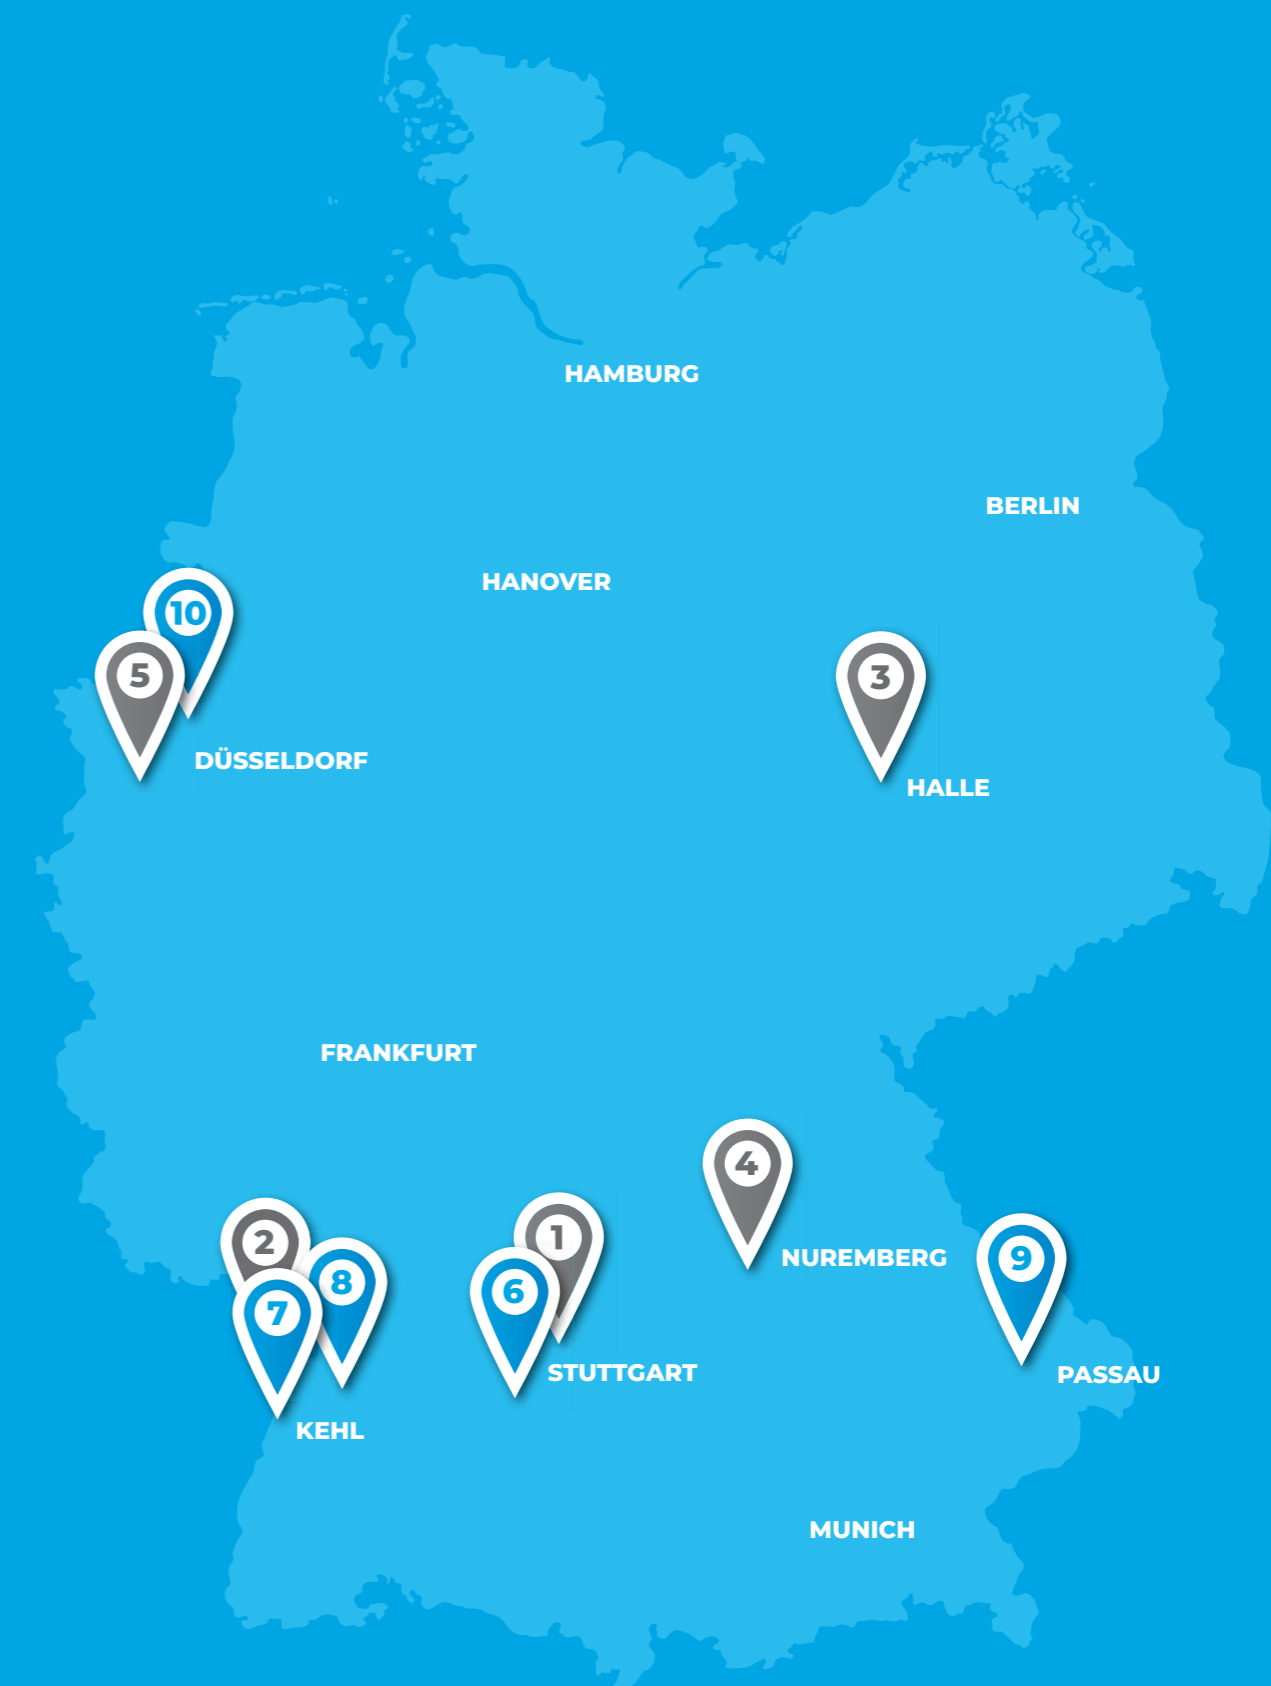 HAMBURG
BERLIN
HANOVER
10
5
3
DÜSSELDORF
HALLE
FRANKFURT
4
2
1
NUREMBERG
9
8
6
7
STUTTGART
PASSAU
KEHL
MUNICH